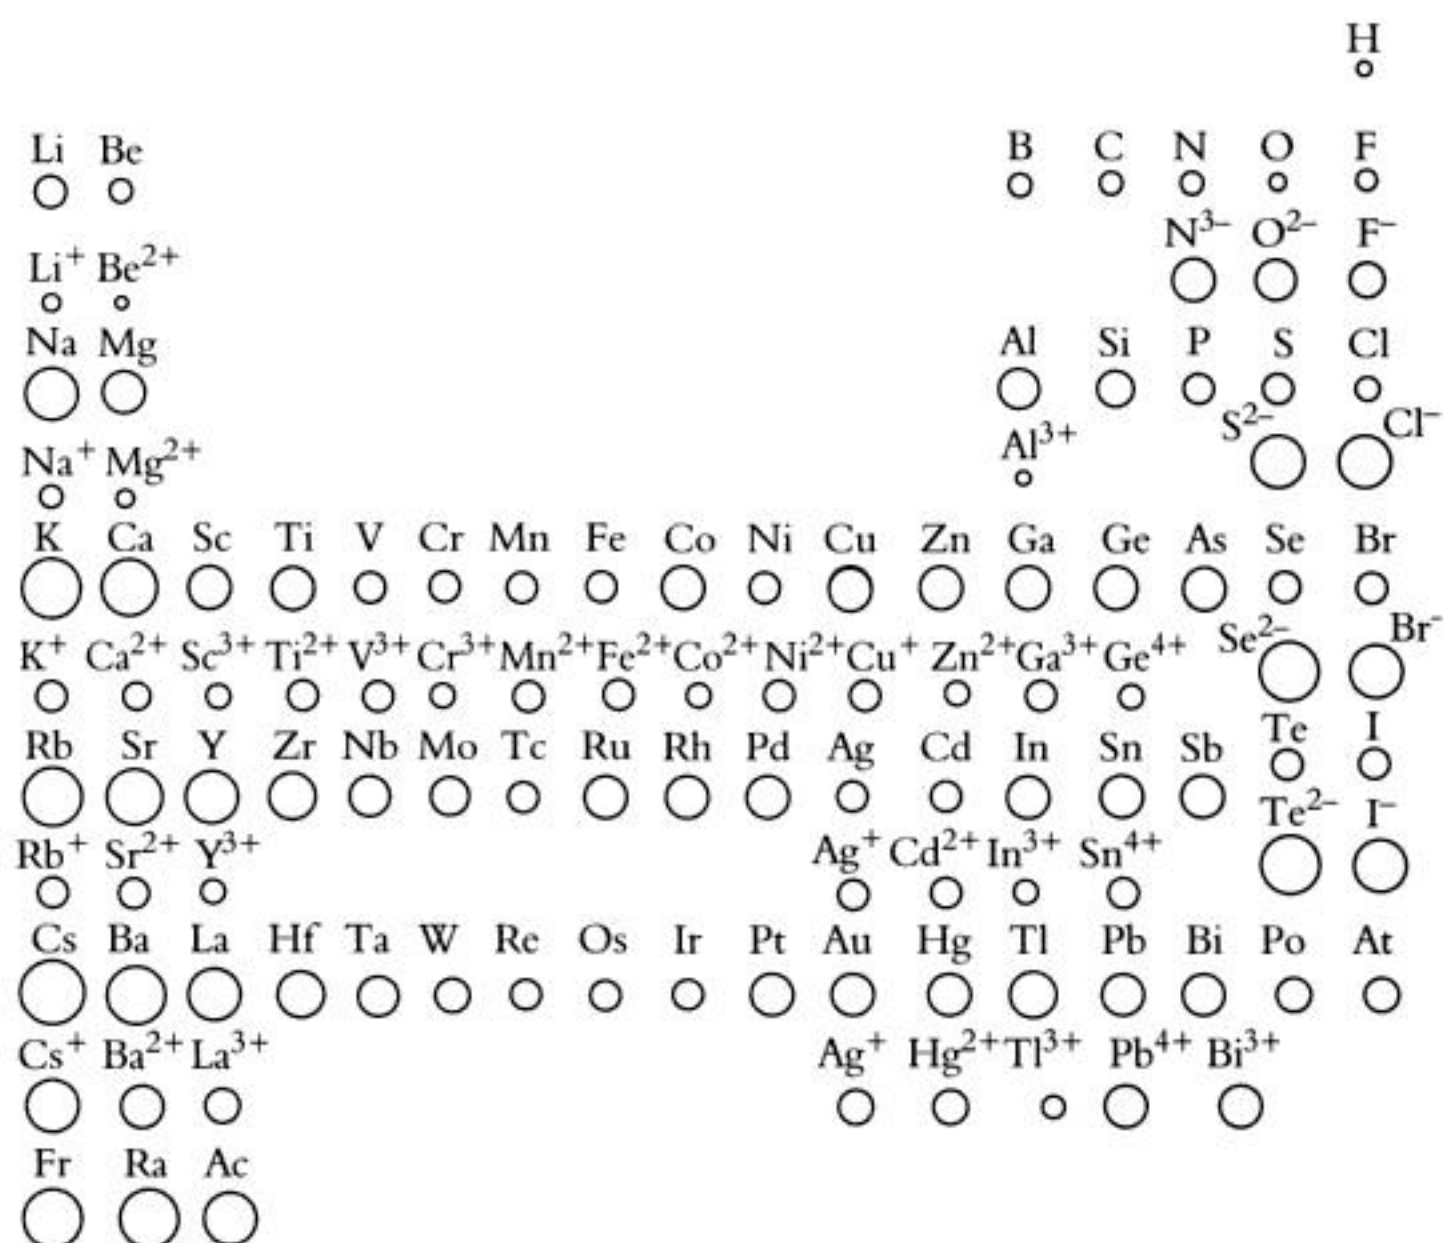 H
Li Be B C N O F
N³⁻ O²⁻ F⁻
Li⁺ Be²⁺
Na Mg Al Si P S Cl
S²⁻ Cl⁻
Al³⁺
Na⁺ Mg²⁺
K Ca Sc Ti V Cr Mn Fe Co Ni Cu Zn Ga Ge As Se Br
K⁺ Ca²⁺ Sc³⁺ Ti²⁺ V³⁺ Cr³⁺ Mn²⁺ Fe²⁺ Co²⁺ Ni²⁺ Cu⁺ Zn²⁺ Ga³⁺ Ge⁴⁺ Se²⁻ Br⁻
Rb Sr Y Zr Nb Mo Tc Ru Rh Pd Ag Cd In Sn Sb Te I
Te²⁻ I⁻
Rb⁺ Sr²⁺ Y³⁺ Ag⁺ Cd²⁺ In³⁺ Sn⁴⁺
Cs Ba La Hf Ta W Re Os Ir Pt Au Hg Tl Pb Bi Po At
Cs⁺ Ba²⁺ La³⁺ Ag⁺ Hg²⁺ Tl³⁺ Pb⁴⁺ Bi³⁺
Fr Ra Ac